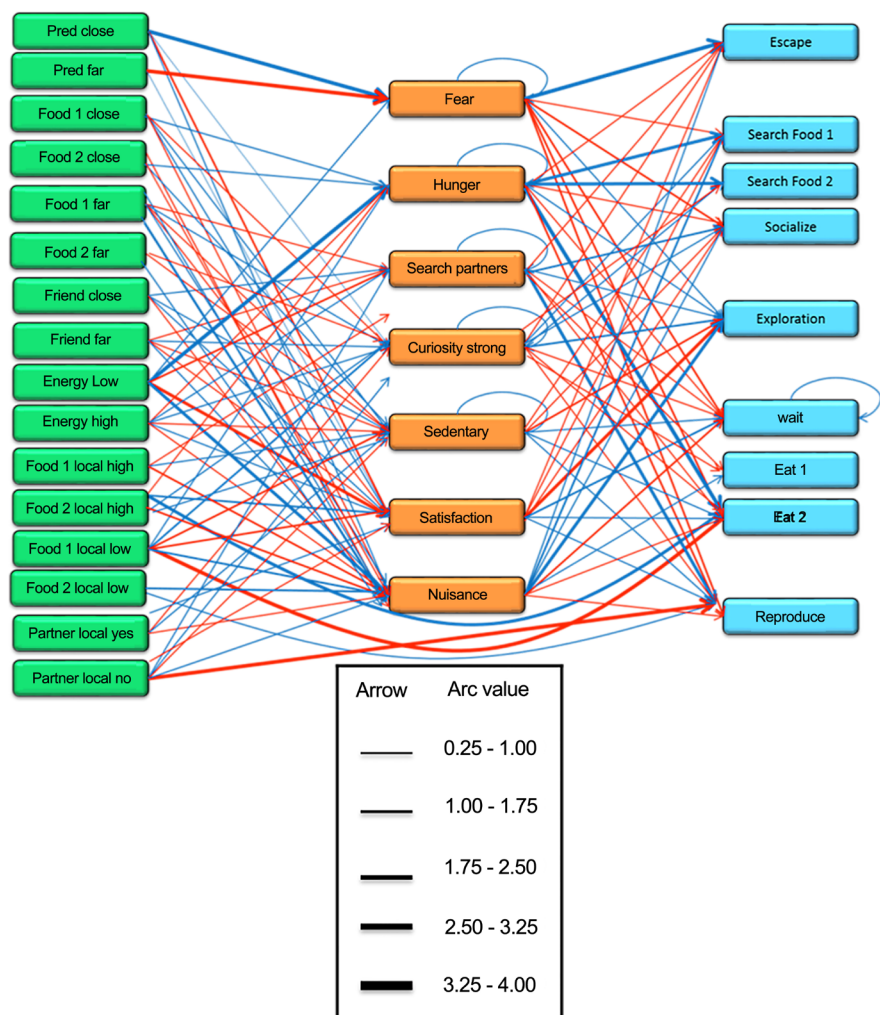 Pred close
Pred far
Food 1 close
Food 2 close
Food 1 far
Food 2 far
Friend close
Friend far
Energy Low
Energy high
Food 1 local high
Food 2 local high
Food 1 local low
Food 2 local low
Partner local yes
Partner local no
Fear
Hunger
Search partners
Curiosity strong
Sedentary
Satisfaction
Nuisance
Escape
Search Food 1
Search Food 2
Socialize
Exploration
wait
Eat 1
Eat 2
Reproduce
Arrow Arc value
0.25 - 1.00
1.00 - 1.75
1.75 - 2.50
2.50 - 3.25
3.25 - 4.00